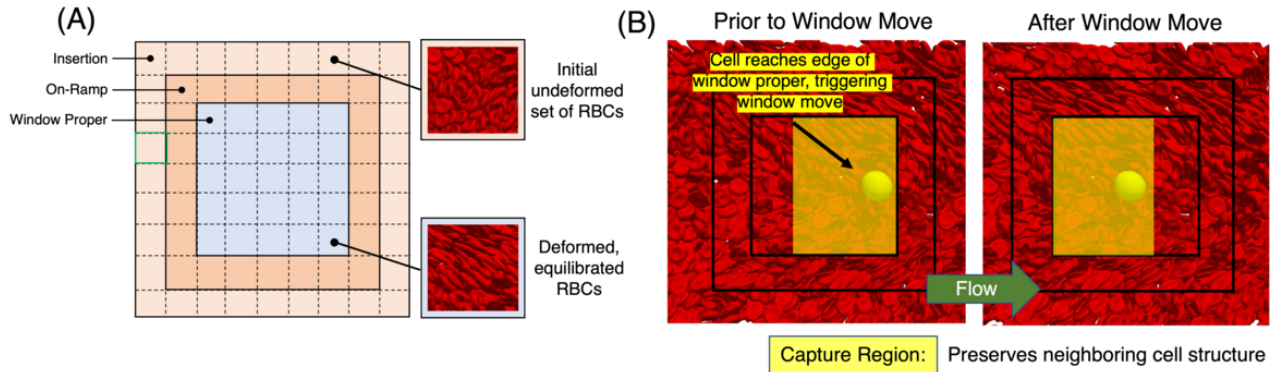 (A)
Insertion
On-Ramp
Window Proper
Initial
undeformed
set of RBCs
Deformed,
equilibrated
RBCs
(B)
Prior to Window Move
After Window Move
Cell reaches edge of
window proper, triggering
window move
Flow
Capture Region:
Preserves neighboring cell structure